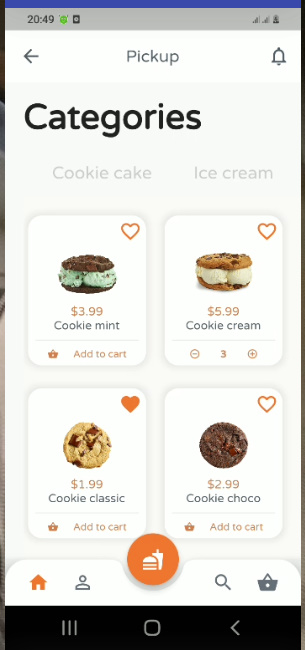 20:49
Pickup
Categories
Cookie cake Ice cream
$3.99
Cookie mint
Add to cart
$5.99
Cookie cream
3
$1.99
Cookie classic
Add to cart
$2.99
Cookie choco
Add to cart